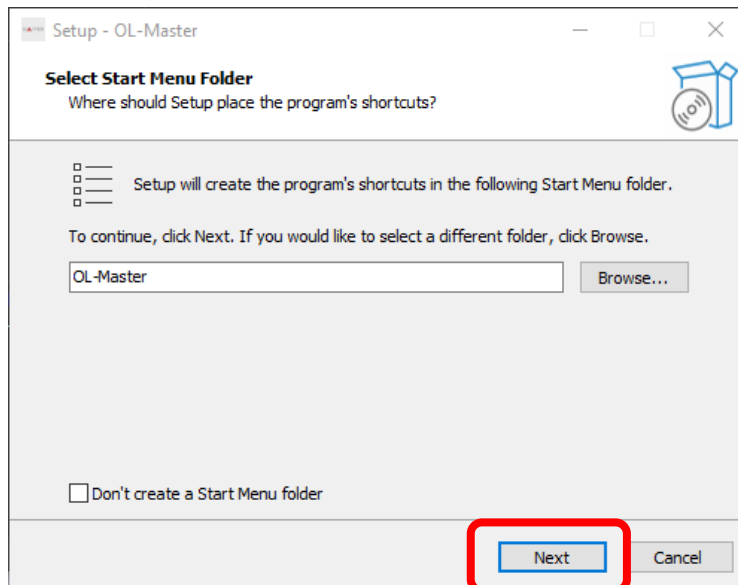 Setup - OL-Master
Select Start Menu Folder
Where should Setup place the program's shortcuts?
Setup will create the program's shortcuts in the following Start Menu folder.
To continue, click Next. If you would like to select a different folder, click Browse.
OL-Master
Browse...
Don't create a Start Menu folder
Next
Cancel